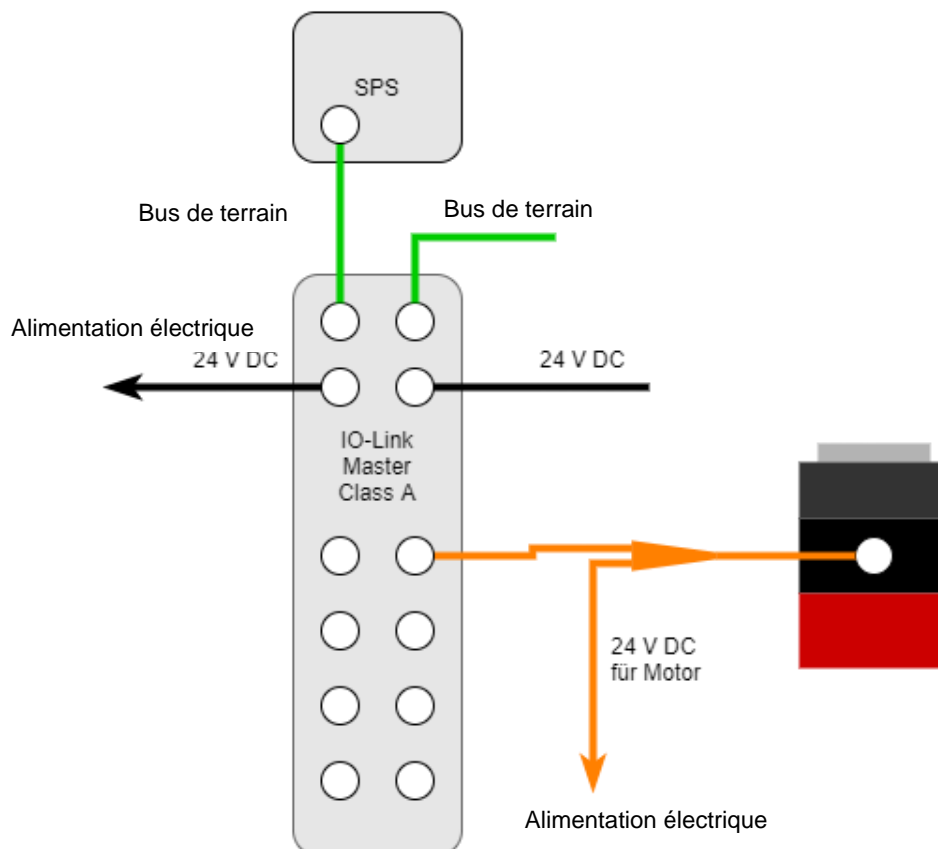 SPS
Bus de terrain
Bus de terrain
Alimentation électrique
24 V DC
24 V DC
IO-Link
Master
Class A
24 V DC
für Motor
Alimentation électrique